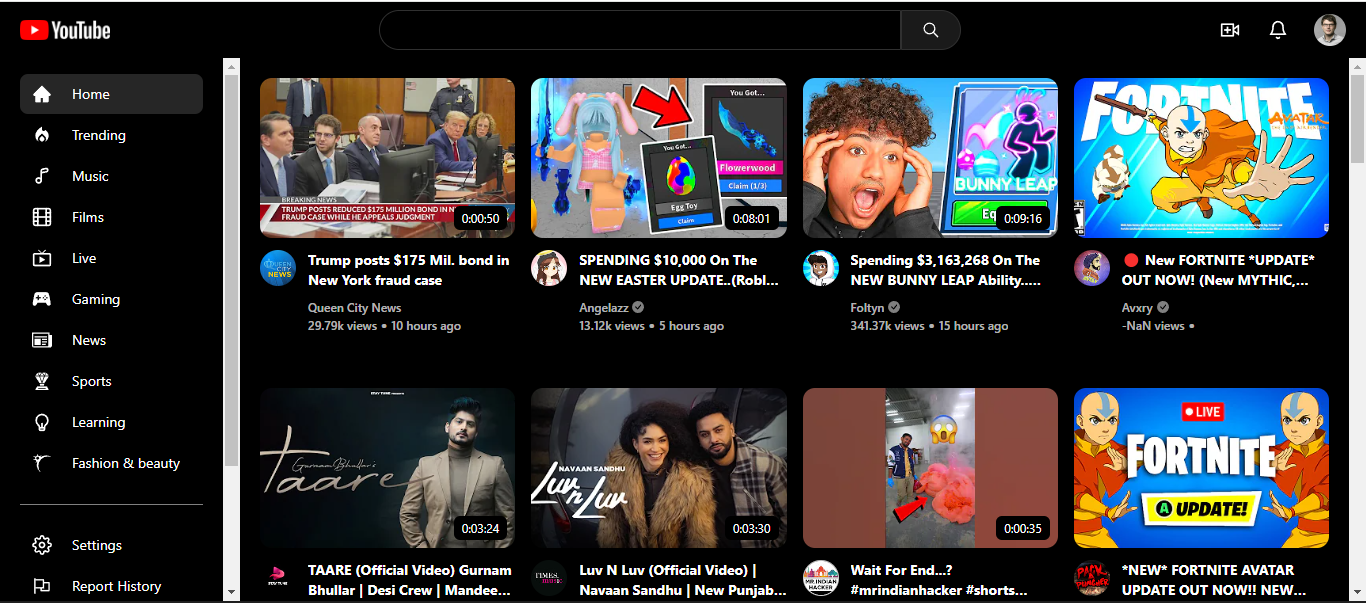 YouTube
Home
Trending
Music
Films
Live
Gaming
News
Sports
Learning
Fashion & beauty
Settings
Report History
BREAKING NEWS
TRUMP POSTS REDUCED $175 MILLION BOND IN N
FRAUD CASE WHILE HE APPEALS JUDGMENT
0:00:50
QUEEN CITY
NEWS
Trump posts $175 Mil. bond in
New York fraud case
Queen City News
29.79k views • 10 hours ago
You Got...
Flowerwood
Claim (1/3)
You Got...
Egg Toy
Claim
0:08:01
SPENDING $10,000 On The
NEW EASTER UPDATE..(Robl...
Angelazz
13.12k views • 5 hours ago
BUNNY LEAP
Eq
0:09:16
Spending $3,163,268 On The
NEW BUNNY LEAP Ability.....
Foltyn
341.37k views • 15 hours ago
FORTNITE
AVATAR
New FORTNITE *UPDATE*
OUT NOW! (New MYTHIC,...
Avxry
-NaN views •
Gurnam Bhullar's
Taare
0:03:24
TAARE (Official Video) Gurnam
Bhullar | Desi Crew | Mandee...
NAVAAN SANDHU
Luv n Luv
0:03:30
TIMES
MUSIC
Luv N Luv (Official Video) |
Navaan Sandhu | New Punjab...
0:00:35
MR.INDIAN
HACKER
Wait For End...?
#mrindianhacker #shorts...
LIVE
FORTNITE
A UPDATE!
*NEW* FORTNITE AVATAR
UPDATE OUT NOW!! NEW...